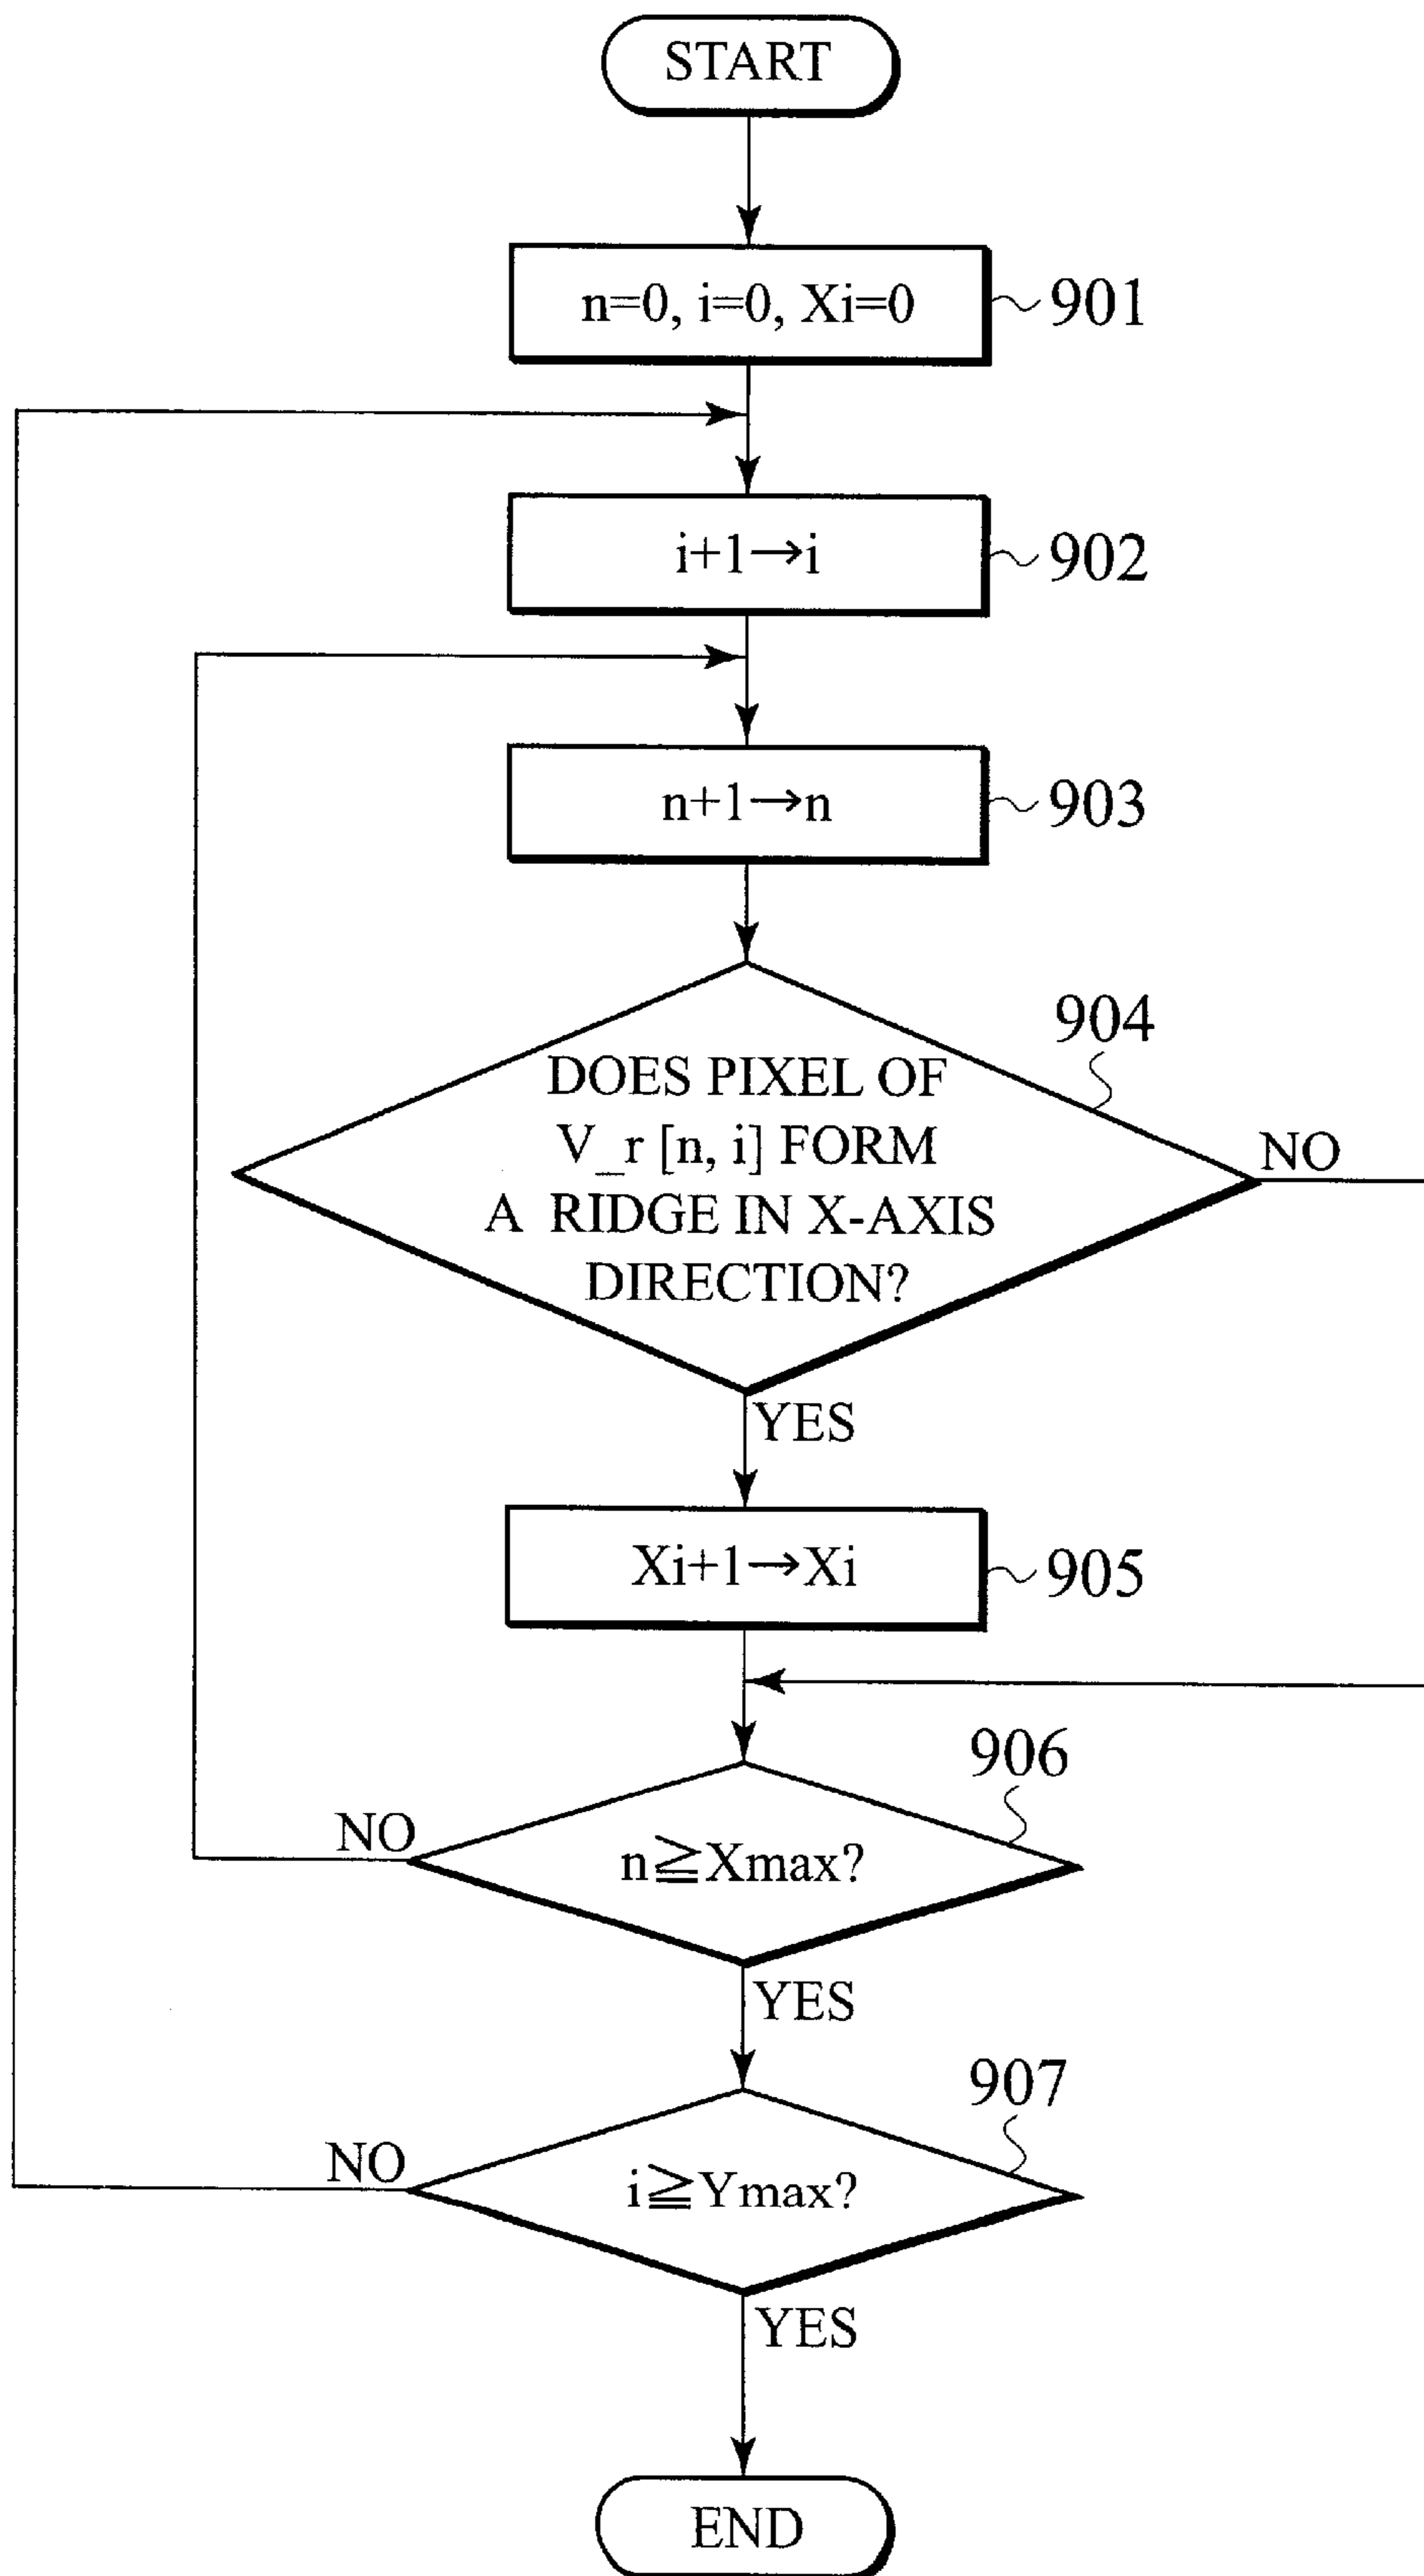 START
n=0, i=0, Xi=0
901
i+1→i
902
n+1→n
903
904
DOES PIXEL OF
V_r [n, i] FORM
A RIDGE IN X-AXIS
DIRECTION?
NO
YES
Xi+1→Xi
905
906
NO
n≧Xmax?
YES
907
NO
i≧Ymax?
YES
END